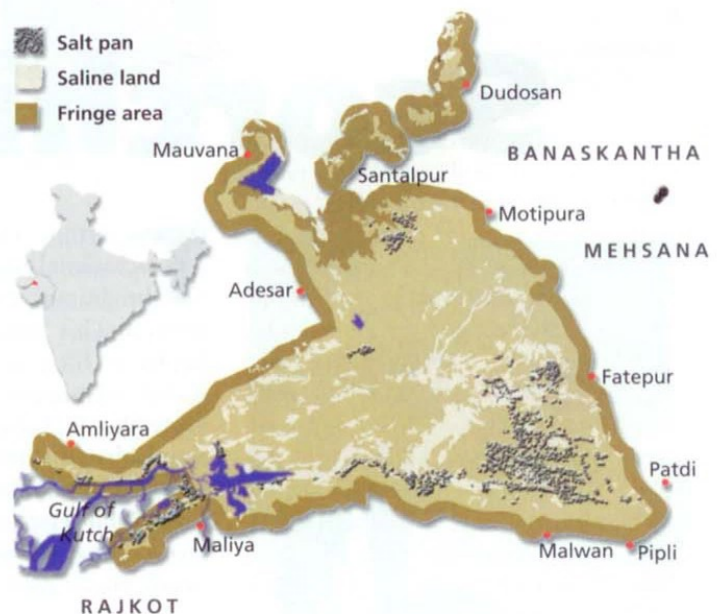 Salt pan
Saline land
Fringe area
Dudosan
Mauvana
BANASKANTHA
Santalpur
Motipura
MEHSANA
Adesar
Fatepur
Amliyara
Patdi
Gulf of
Kutch
Maliya
Malwan
Pipli
RAJKOT